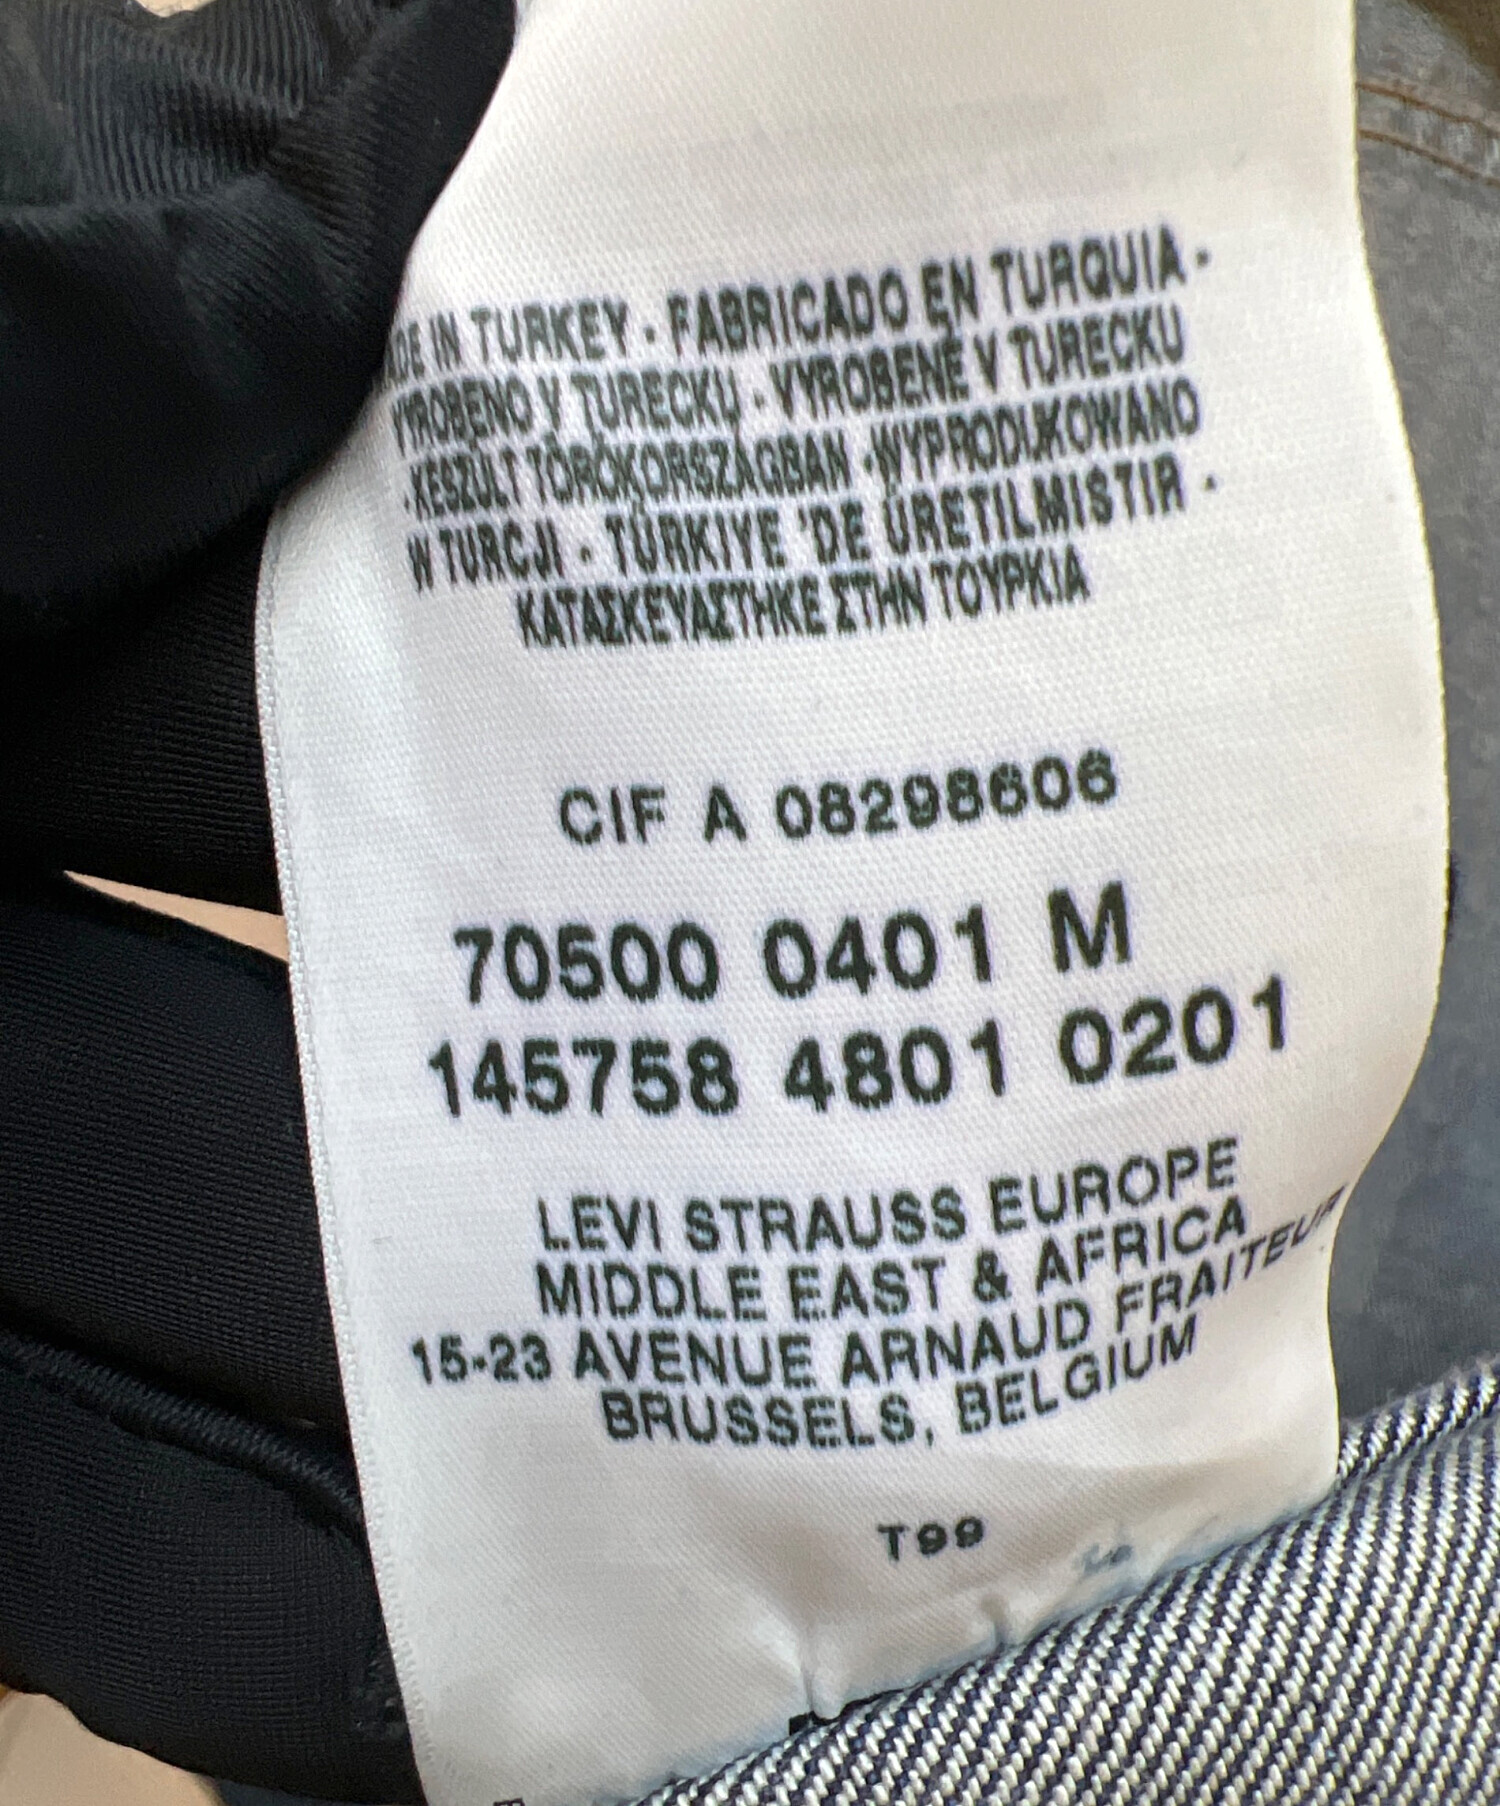 DE IN TURKEY - FABRICADO EN TURQUIA -
VYROBENO V TURECKU - VYROBENÉ V TURECKU
- KÉSZÜLT TÖRÖKORSZÁGBAN - WYPRODUKOWANO
W TURCJI - TÜRKIYE 'DE ÜRETILMISTIR -
ΚΑΤΑΣΚΕΥΑΣΤΗΚΕ ΣΤΗΝ ΤΟΥΡΚΙΑ
CIF A 08298606
70500 0401 M
145758 4801 0201
LEVI STRAUSS EUROPE
MIDDLE EAST & AFRICA
15-23 AVENUE ARNAUD FRAITEUR
BRUSSELS, BELGIUM
T99